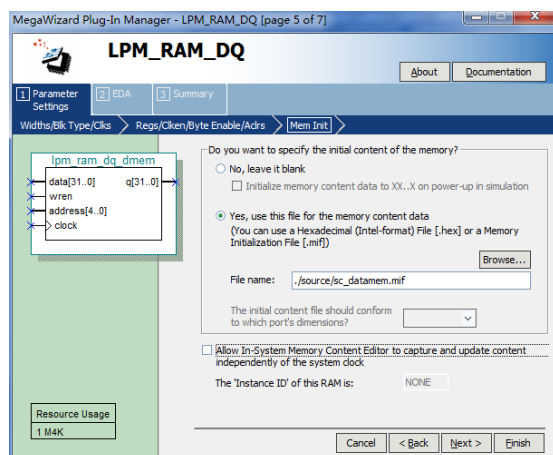 MegaWizard Plug-In Manager - LPM_RAM_DQ [page 5 of 7]
LPM_RAM_DQ
About
Documentation
1 Parameter Settings
2 EDA
3 Summary
Widths/Blk Type/Clks
Regs/Clken/Byte Enable/Aclrs
Mem Init
lpm_ram_dq_dmem
data[31..0] q[31..0]
wren
address[4..0]
clock
Do you want to specify the initial content of the memory?
No, leave it blank
Initialize memory content data to XX..X on power-up in simulation
Yes, use this file for the memory content data
(You can use a Hexadecimal (Intel-format) File [.hex] or a Memory
Initialization File [.mif])
Browse...
File name: ./source/sc_datamem.mif
The initial content file should conform
to which port's dimensions?
Allow In-System Memory Content Editor to capture and update content
independently of the system clock
The 'Instance ID' of this RAM is: NONE
Resource Usage
1 M4K
Cancel
< Back
Next >
Finish